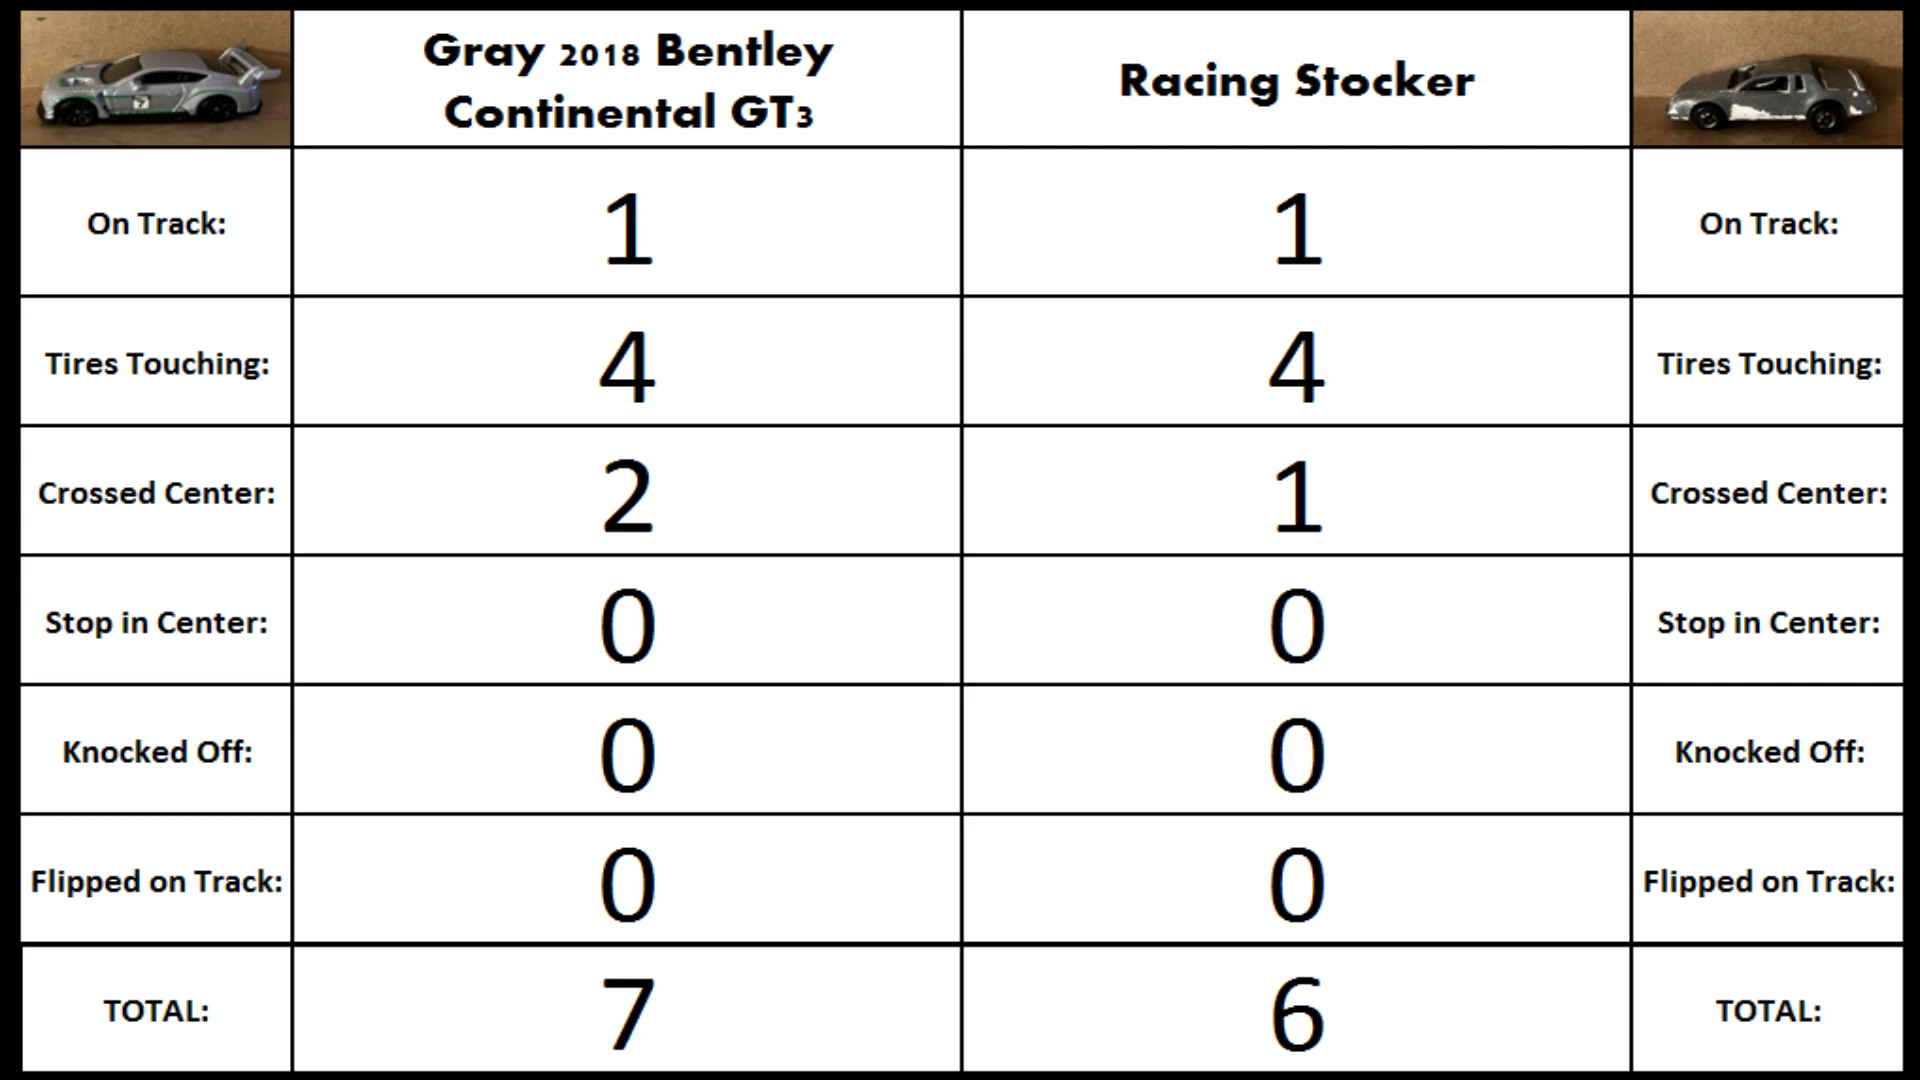 Gray 2018 Bentley
Continental GT3
Racing Stocker
On Track:
1
1
On Track:
Tires Touching:
4
4
Tires Touching:
Crossed Center:
2
1
Crossed Center:
Stop in Center:
0
0
Stop in Center:
Knocked Off:
0
0
Knocked Off:
Flipped on Track:
0
0
Flipped on Track:
TOTAL:
7
6
TOTAL: